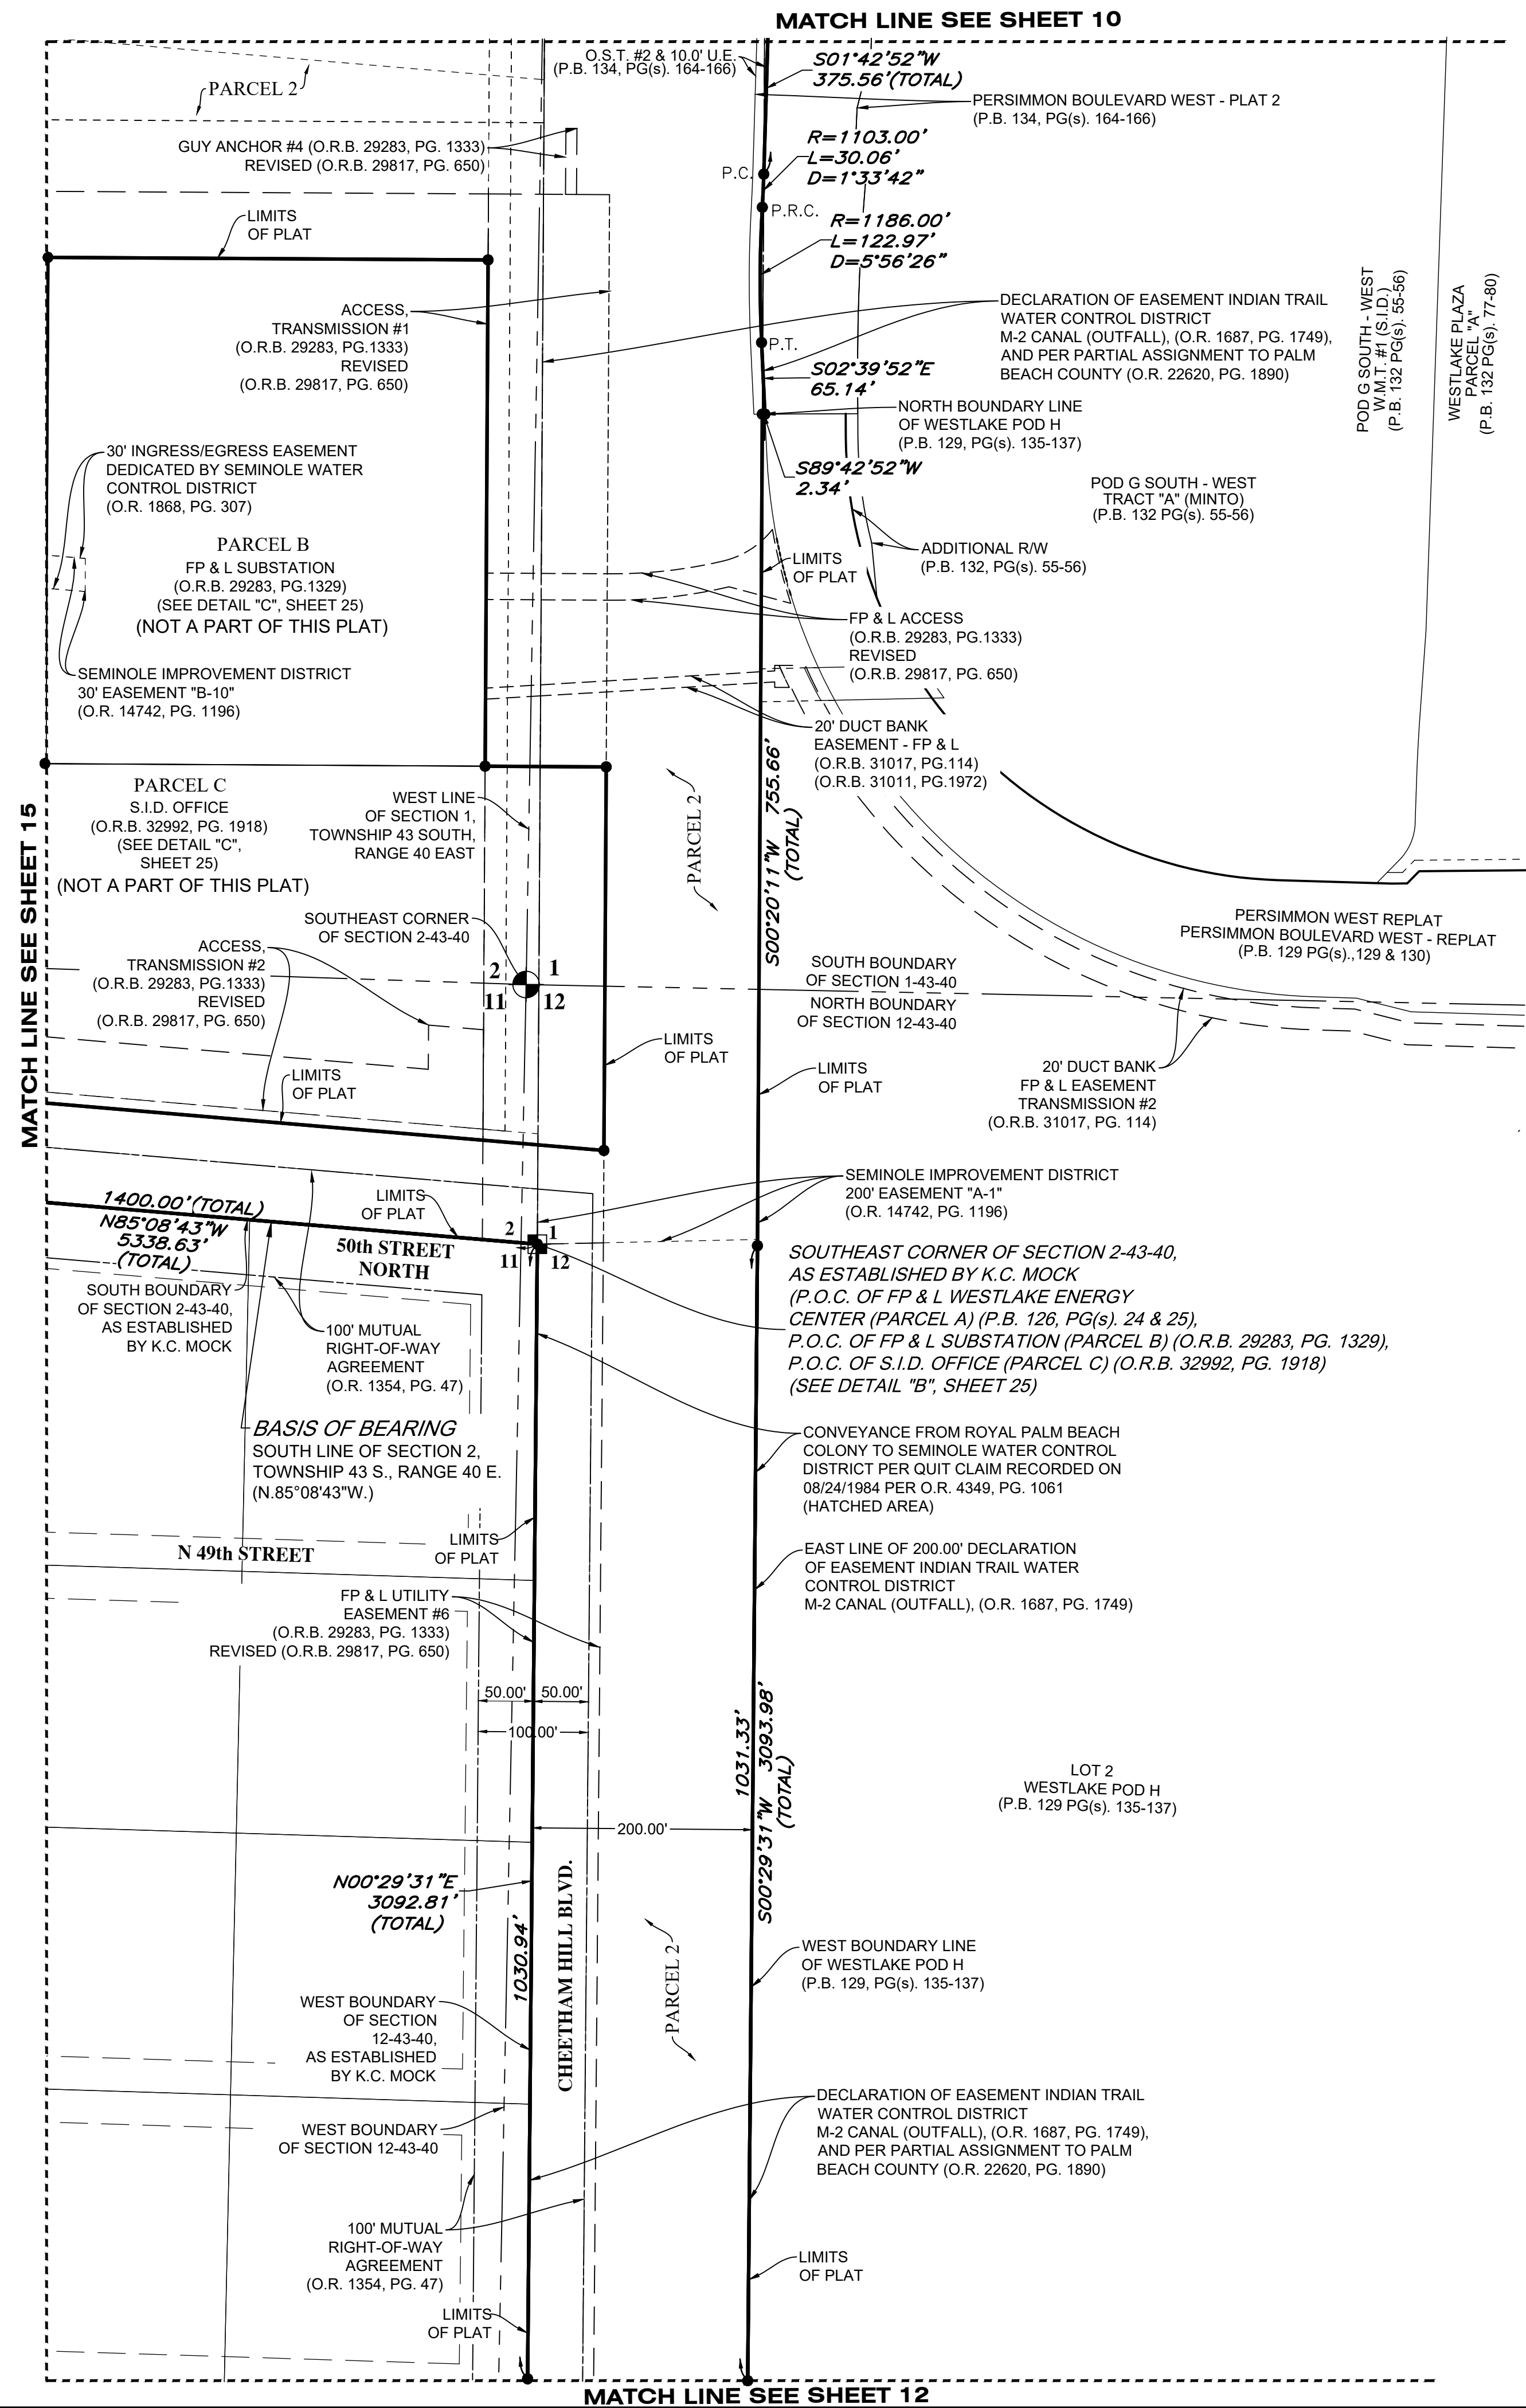 MATCH LINE SEE SHEET 10
O.S.T. #2 & 10.0' U.E.
(P.B. 134, PG(s). 164-166)
S01°42'52"W
375.56'(TOTAL)
PARCEL 2
PERSIMMON BOULEVARD WEST - PLAT 2
(P.B. 134, PG(s). 164-166)
GUY ANCHOR #4 (O.R.B. 29283, PG. 1333)
REVISED (O.R.B. 29817, PG. 650)
R=1103.00'
L=30.06'
D=1°33'42"
P.C.
P.R.C.
LIMITS
OF PLAT
R=1186.00'
L=122.97'
D=5°56'26"
POD G SOUTH - WEST
W.M.T. #1 (S.I.D.)
(P.B. 132 PG(s). 55-56)
WESTLAKE PLAZA
PARCEL "A"
(P.B. 132 PG(s). 77-80)
ACCESS,
TRANSMISSION #1
(O.R.B. 29283, PG.1333)
REVISED
(O.R.B. 29817, PG. 650)
DECLARATION OF EASEMENT INDIAN TRAIL
WATER CONTROL DISTRICT
M-2 CANAL (OUTFALL), (O.R. 1687, PG. 1749),
AND PER PARTIAL ASSIGNMENT TO PALM
BEACH COUNTY (O.R. 22620, PG. 1890)
P.T.
S02°39'52"E
65.14'
NORTH BOUNDARY LINE
OF WESTLAKE POD H
(P.B. 129, PG(s). 135-137)
30' INGRESS/EGRESS EASEMENT
DEDICATED BY SEMINOLE WATER
CONTROL DISTRICT
(O.R. 1868, PG. 307)
S89°42'52"W
2.34'
POD G SOUTH - WEST
TRACT "A" (MINTO)
(P.B. 132 PG(s). 55-56)
PARCEL B
FP & L SUBSTATION
(O.R.B. 29283, PG.1329)
(SEE DETAIL "C", SHEET 25)
(NOT A PART OF THIS PLAT)
LIMITS
OF PLAT
ADDITIONAL R/W
(P.B. 132, PG(s). 55-56)
FP & L ACCESS
(O.R.B. 29283, PG.1333)
REVISED
(O.R.B. 29817, PG. 650)
SEMINOLE IMPROVEMENT DISTRICT
30' EASEMENT "B-10"
(O.R. 14742, PG. 1196)
20' DUCT BANK
EASEMENT - FP & L
(O.R.B. 31017, PG.114)
(O.R.B. 31011, PG.1972)
MATCH LINE SEE SHEET 15
PARCEL C
S.I.D. OFFICE
(O.R.B. 32992, PG. 1918)
(SEE DETAIL "C",
SHEET 25)
(NOT A PART OF THIS PLAT)
WEST LINE
OF SECTION 1,
TOWNSHIP 43 SOUTH,
RANGE 40 EAST
PARCEL 2
S00°20'11"W 755.66'
(TOTAL)
SOUTHEAST CORNER
OF SECTION 2-43-40
PERSIMMON WEST REPLAT
PERSIMMON BOULEVARD WEST - REPLAT
(P.B. 129 PG(s).,129 & 130)
ACCESS,
TRANSMISSION #2
(O.R.B. 29283, PG.1333)
REVISED
(O.R.B. 29817, PG. 650)
2 1
11 12
SOUTH BOUNDARY
OF SECTION 1-43-40
NORTH BOUNDARY
OF SECTION 12-43-40
LIMITS
OF PLAT
LIMITS
OF PLAT
LIMITS
OF PLAT
20' DUCT BANK
FP & L EASEMENT
TRANSMISSION #2
(O.R.B. 31017, PG. 114)
SEMINOLE IMPROVEMENT DISTRICT
200' EASEMENT "A-1"
(O.R. 14742, PG. 1196)
1400.00'(TOTAL)
N85°08'43"W
5338.63'
(TOTAL)
LIMITS
OF PLAT
50th STREET
NORTH
2 1
11 12
SOUTHEAST CORNER OF SECTION 2-43-40,
AS ESTABLISHED BY K.C. MOCK
(P.O.C. OF FP & L WESTLAKE ENERGY
CENTER (PARCEL A) (P.B. 126, PG(s). 24 & 25),
P.O.C. OF FP & L SUBSTATION (PARCEL B) (O.R.B. 29283, PG. 1329),
P.O.C. OF S.I.D. OFFICE (PARCEL C) (O.R.B. 32992, PG. 1918)
(SEE DETAIL "B", SHEET 25)
SOUTH BOUNDARY
OF SECTION 2-43-40,
AS ESTABLISHED
BY K.C. MOCK
100' MUTUAL
RIGHT-OF-WAY
AGREEMENT
(O.R. 1354, PG. 47)
BASIS OF BEARING
SOUTH LINE OF SECTION 2,
TOWNSHIP 43 S., RANGE 40 E.
(N.85°08'43"W.)
CONVEYANCE FROM ROYAL PALM BEACH
COLONY TO SEMINOLE WATER CONTROL
DISTRICT PER QUIT CLAIM RECORDED ON
08/24/1984 PER O.R. 4349, PG. 1061
(HATCHED AREA)
LIMITS
OF PLAT
N 49th STREET
EAST LINE OF 200.00' DECLARATION
OF EASEMENT INDIAN TRAIL WATER
CONTROL DISTRICT
M-2 CANAL (OUTFALL), (O.R. 1687, PG. 1749)
FP & L UTILITY
EASEMENT #6
(O.R.B. 29283, PG. 1333)
REVISED (O.R.B. 29817, PG. 650)
50.00' 50.00'
100.00'
1031.33'
S00°29'31"W 3093.98'
(TOTAL)
LOT 2
WESTLAKE POD H
(P.B. 129 PG(s). 135-137)
200.00'
N00°29'31"E
3092.81'
(TOTAL)
1030.94'
CHEETHAM HILL BLVD.
PARCEL 2
WEST BOUNDARY LINE
OF WESTLAKE POD H
(P.B. 129, PG(s). 135-137)
WEST BOUNDARY
OF SECTION
12-43-40,
AS ESTABLISHED
BY K.C. MOCK
WEST BOUNDARY
OF SECTION 12-43-40
DECLARATION OF EASEMENT INDIAN TRAIL
WATER CONTROL DISTRICT
M-2 CANAL (OUTFALL), (O.R. 1687, PG. 1749),
AND PER PARTIAL ASSIGNMENT TO PALM
BEACH COUNTY (O.R. 22620, PG. 1890)
100' MUTUAL
RIGHT-OF-WAY
AGREEMENT
(O.R. 1354, PG. 47)
LIMITS
OF PLAT
LIMITS
OF PLAT
MATCH LINE SEE SHEET 12